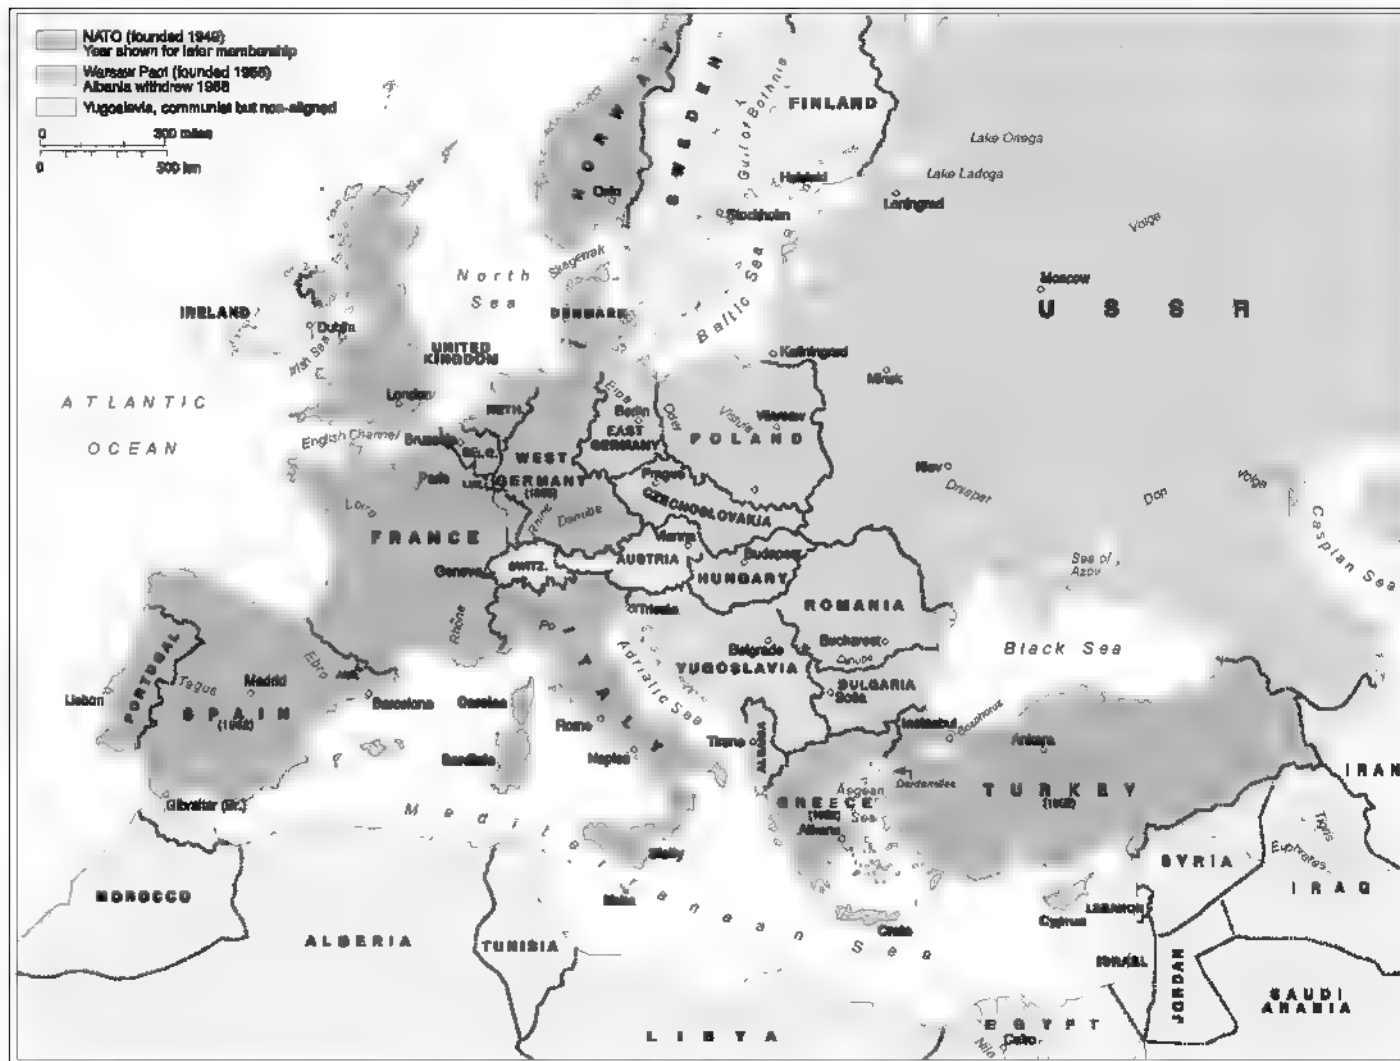 NATO (founded 1949)
Year shown for later membership
Warsaw Pact (founded 1955)
Albania withdrew 1968
Yugoslavia, communist but non-aligned
0 300 miles
0 500 km
NORWAY
Oslo
SWEDEN
Gulf of Bothnia
FINLAND
Helsinki
Stockholm
Lake Onega
Lake Ladoga
Leningrad
Volga
Moscow
USSR
North
Sea
Skagerrak
DENMARK
Baltic Sea
IRELAND
Dublin
Irish Sea
UNITED
KINGDOM
London
Kaliningrad
Minsk
ATLANTIC
OCEAN
English Channel
NETH.
Brussels
BELG.
LUX.
Elbe
Berlin
EAST
GERMANY
Oder
Vistula
Warsaw
POLAND
WEST
GERMANY
(1955)
Prague
CZECHOSLOVAKIA
Kiev
Dnieper
Don
Volga
Caspian Sea
Paris
Loire
FRANCE
Rhine
Danube
Vienna
AUSTRIA
Budapest
HUNGARY
Geneva
SWITZ.
Sea of
Azov
ROMANIA
Trieste
Rhône
Po
ITALY
Adriatic Sea
Belgrade
YUGOSLAVIA
Bucharest
Danube
Black Sea
BULGARIA
Sofia
PORTUGAL
Lisbon
Tagus
Ebro
AND.
Madrid
SPAIN
(1982)
Barcelona
Corsica
Rome
Naples
Sardinia
Tirana
ALBANIA
Istanbul
Bosphorus
Ankara
Dardanelles
TURKEY
(1952)
IRAN
Gibraltar (Br.)
Mediterranean Sea
Aegean
Sea
GREECE
(1952)
Athens
Sicily
Malta
Crete
Cyprus
SYRIA
Tigris
Euphrates
IRAQ
LEBANON
MOROCCO
ALGERIA
TUNISIA
ISRAEL
JORDAN
SAUDI
ARABIA
LIBYA
EGYPT
Cairo
Nile